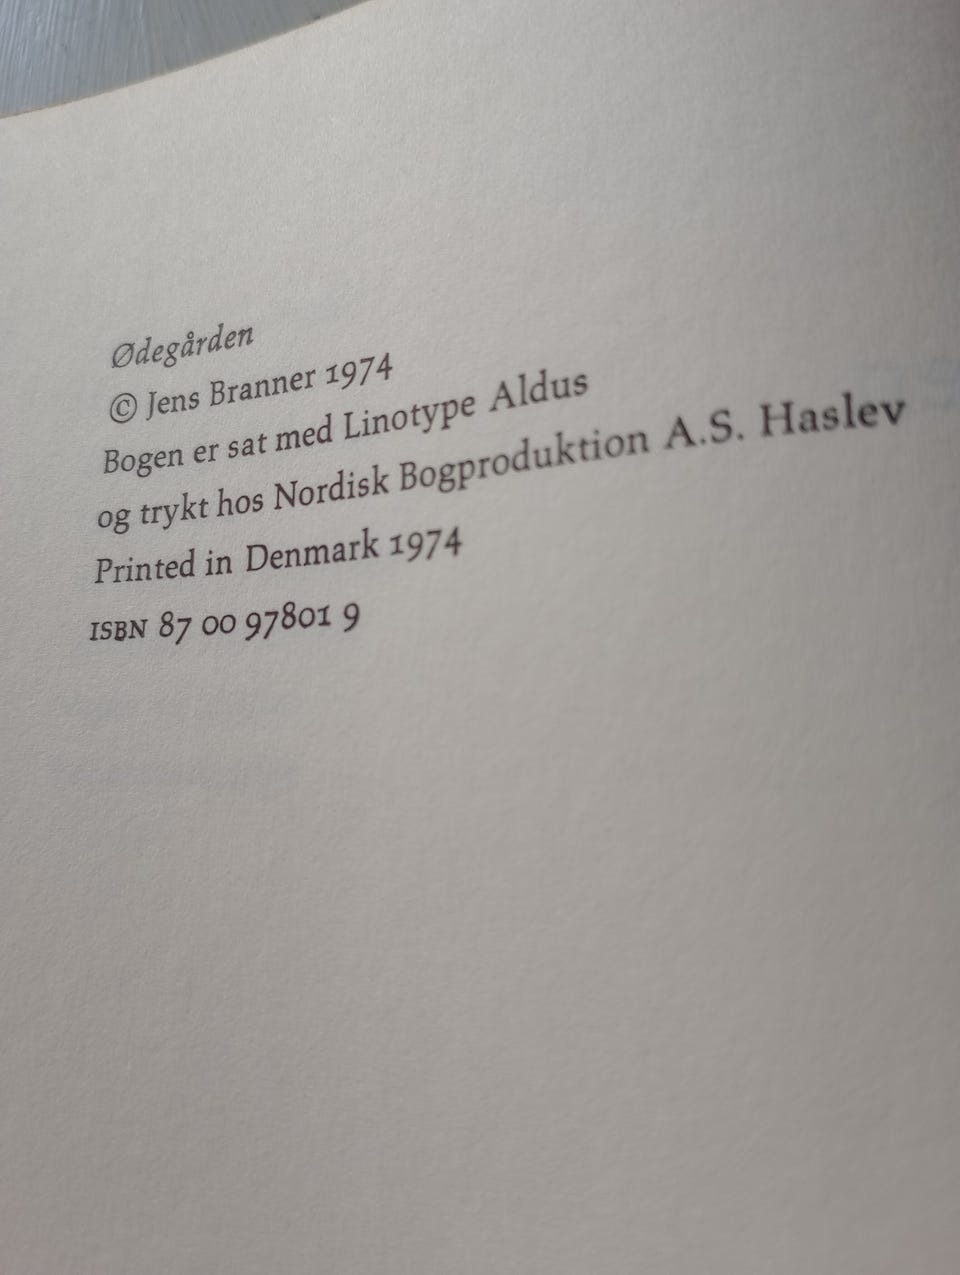 Ødegården
© Jens Branner 1974
Bogen er sat med Linotype Aldus
og trykt hos Nordisk Bogproduktion A.S. Haslev
Printed in Denmark 1974
ISBN 87 00 97801 9